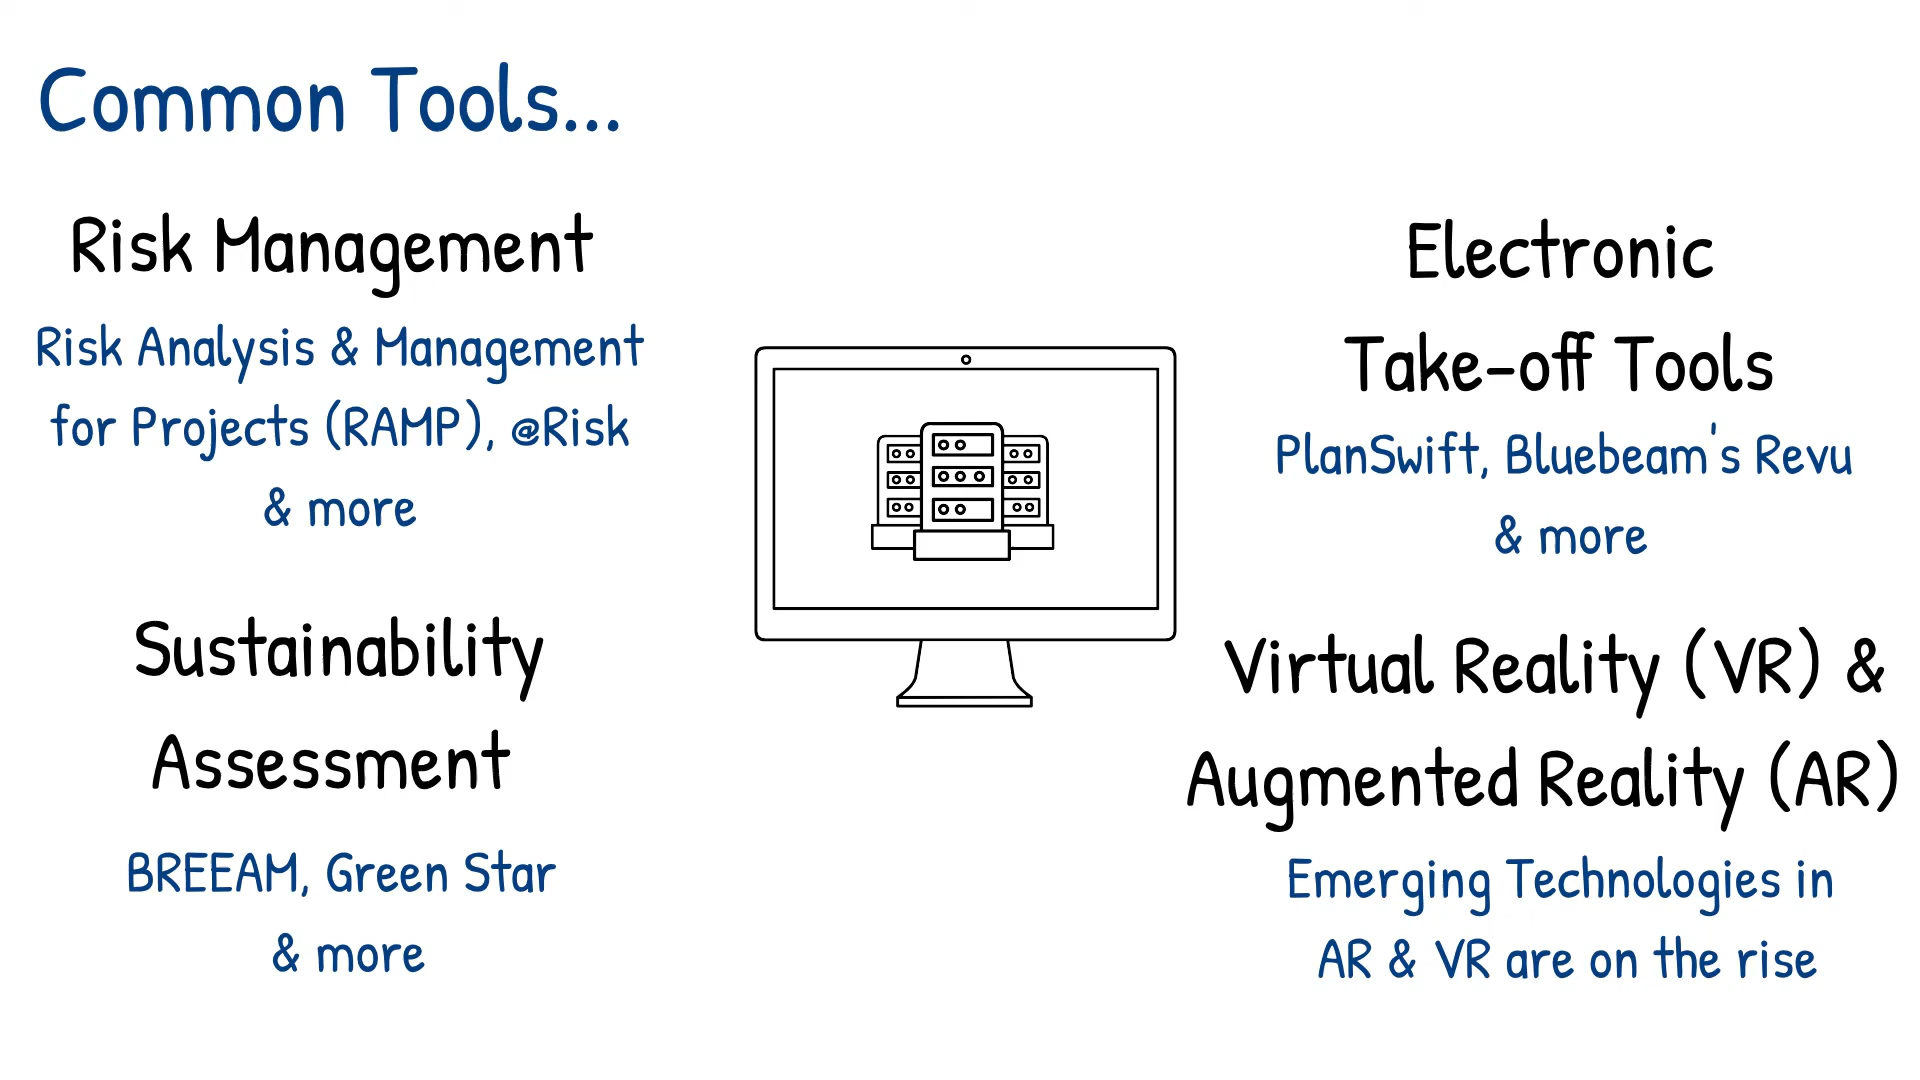 Common Tools...
Risk Management
Risk Analysis & Management
for Projects (RAMP), @Risk
& more
Sustainability
Assessment
BREEAM, Green Star
& more
Electronic
Take-off Tools
PlanSwift, Bluebeam's Revu
& more
Virtual Reality (VR) &
Augmented Reality (AR)
Emerging Technologies in
AR & VR are on the rise